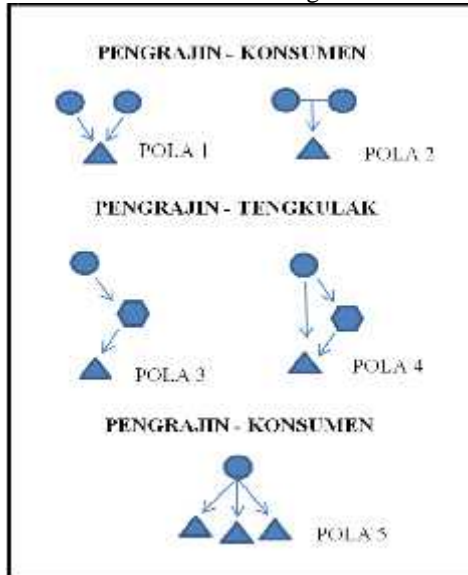 PENGRAJIN - KONSUMEN
POLA 1
POLA 2
PENGRAJIN - TENGKULAK
POLA 3
POLA 4
PENGRAJIN - KONSUMEN
POLA 5